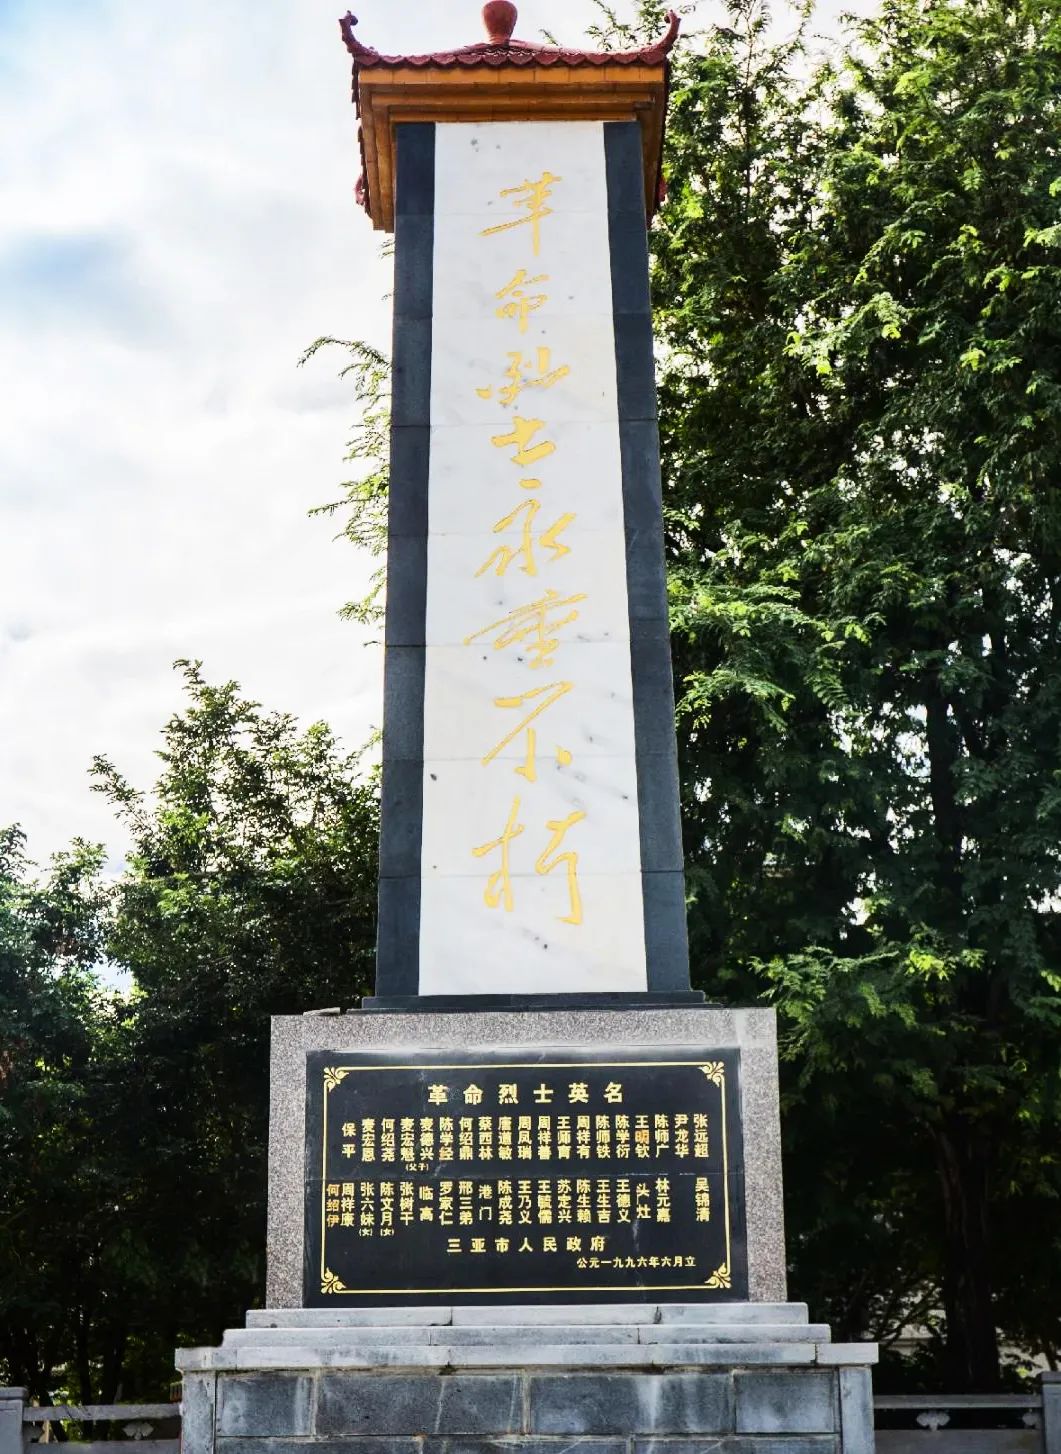 革命烈士永垂不朽
革命烈士英名
张远超
尹龙华
陈师广
王明钦
陈学衍
陈师铁
周祥有
王师育
周祥善
周凤瑞
唐道敏
蔡西林
何绍鼎
陈学经
麦德兴
麦宏魁
(父子)
何绍尧
麦宏恩
保平
吴锦清
林元嘉
头灶
王德义
王生吉
陈生赖
苏定兴
王毓儒
王乃义
陈成尧
港门
邢三弟
罗家仁
临高
张树干
陈文月(女)
张六妹(女)
周祥康
何绍伊
三亚市人民政府
公元一九九六年六月立